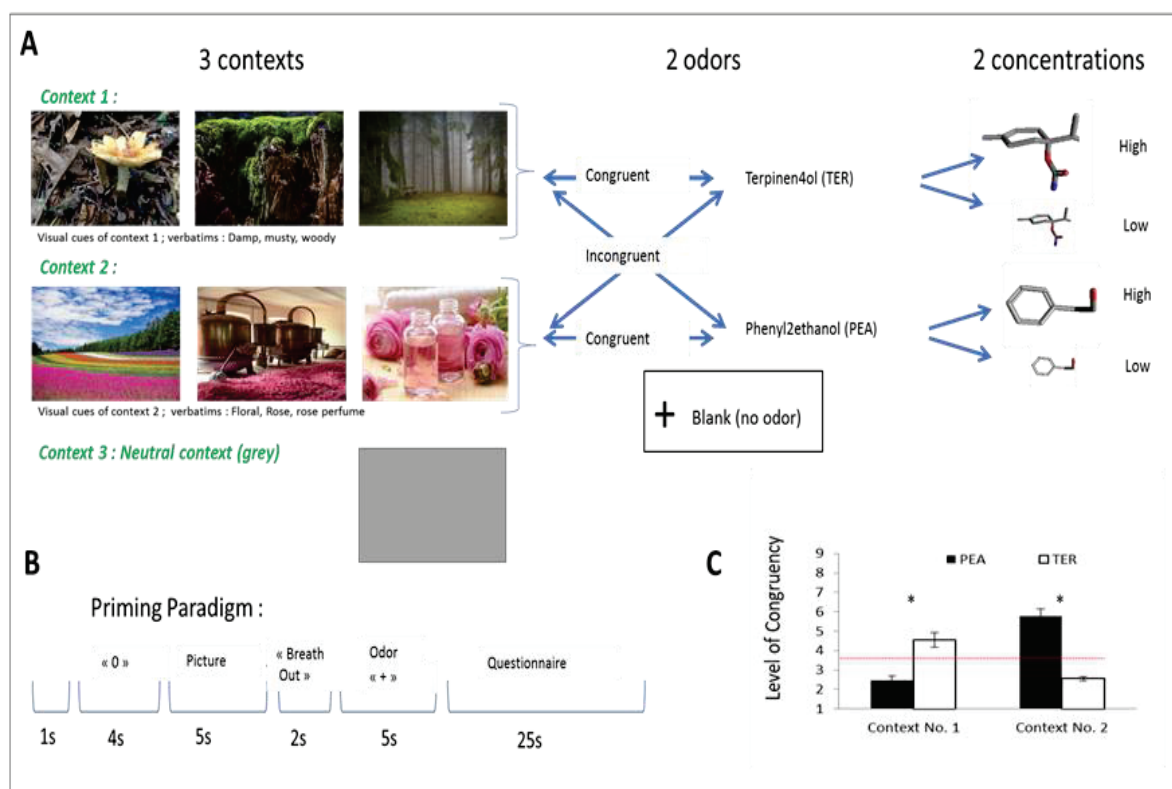 A
3 contexts
2 odors
2 concentrations
Context 1 :
Visual cues of context 1 ; verbatims : Damp, musty, woody
Context 2 :
Visual cues of context 2 ; verbatims : Floral, Rose, rose perfume
Context 3 : Neutral context (grey)
Congruent
Incongruent
Congruent
Terpinen4ol (TER)
Phenyl2ethanol (PEA)
+ Blank (no odor)
High
Low
High
Low
B
Priming Paradigm :
« 0 »
Picture
« Breath
Out »
Odor
« + »
Questionnaire
1s
4s
5s
2s
5s
25s
C
Level of Congruency
9
8
7
6
5
4
3
2
1
PEA
TER
*
*
Context No. 1
Context No. 2